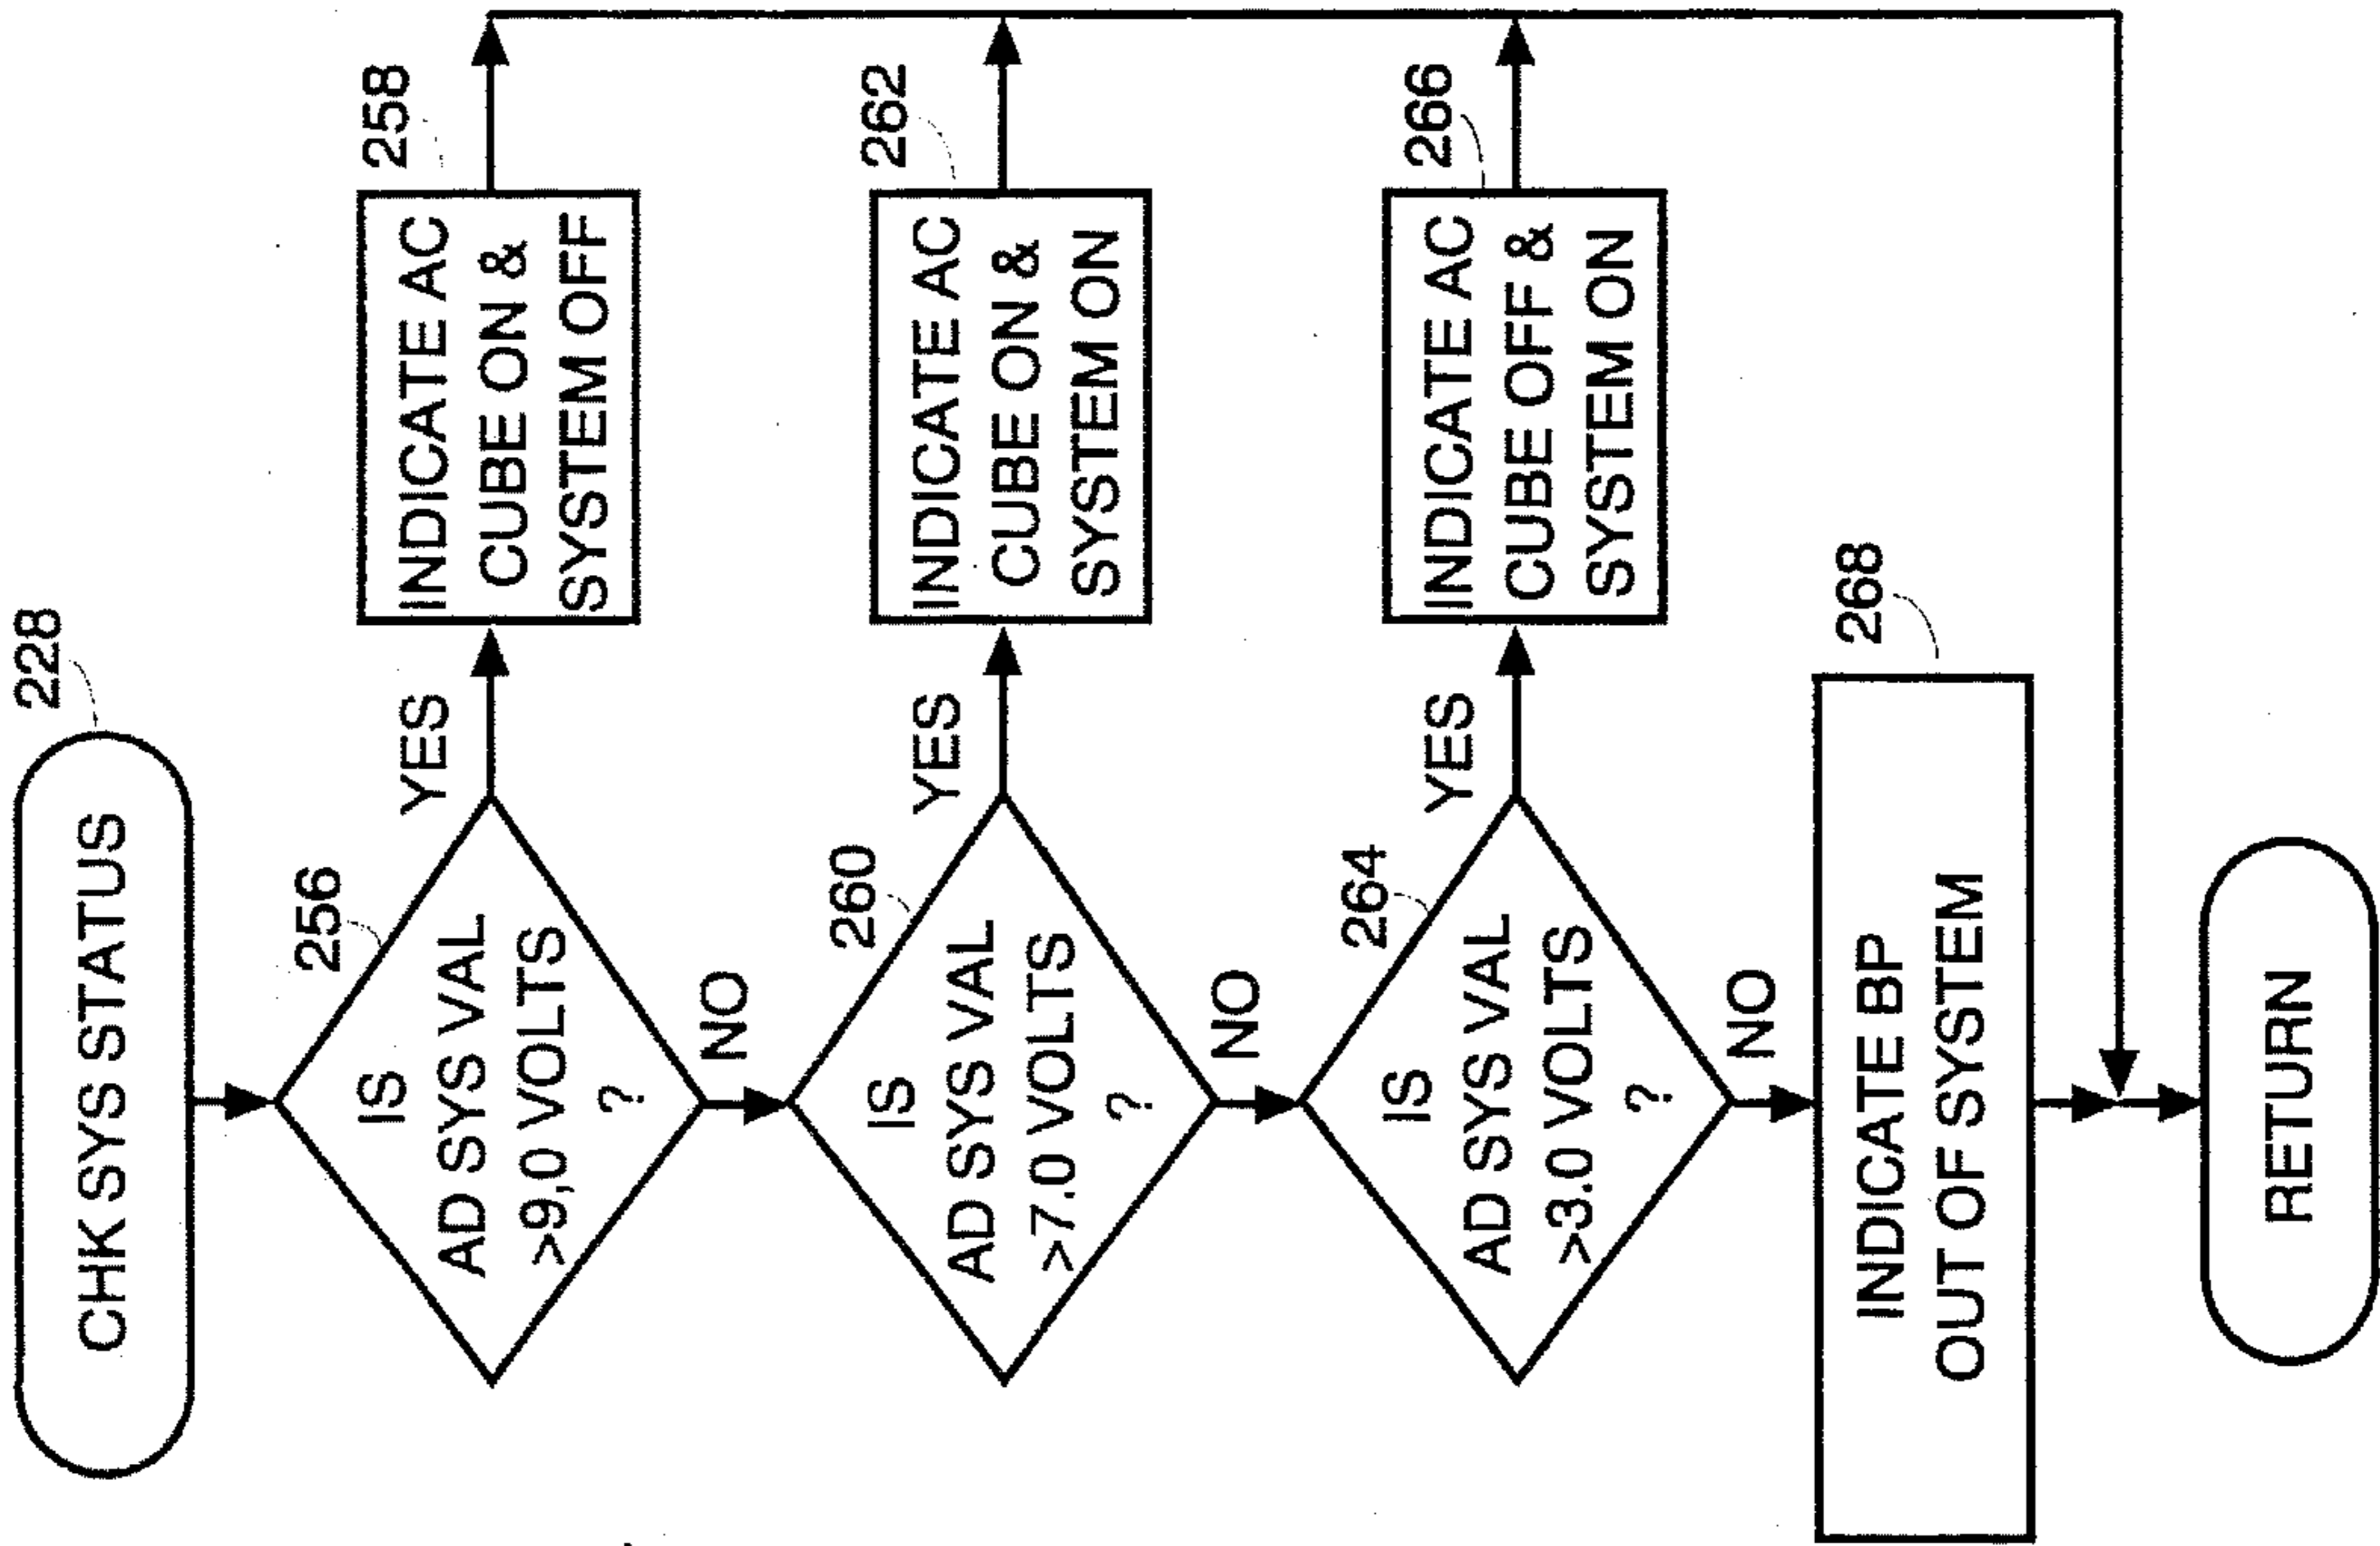 228
CHK SYS STATUS
256
IS
AD SYS VAL
>9,0 VOLTS
?
YES
NO
258
INDICATE AC
CUBE ON &
SYSTEM OFF
260
IS
AD SYS VAL
>7.0 VOLTS
?
YES
NO
262
INDICATE AC
CUBE ON &
SYSTEM ON
264
IS
AD SYS VAL
>3.0 VOLTS
?
YES
NO
266
INDICATE AC
CUBE OFF &
SYSTEM ON
268
INDICATE BP
OUT OF SYSTEM
RETURN